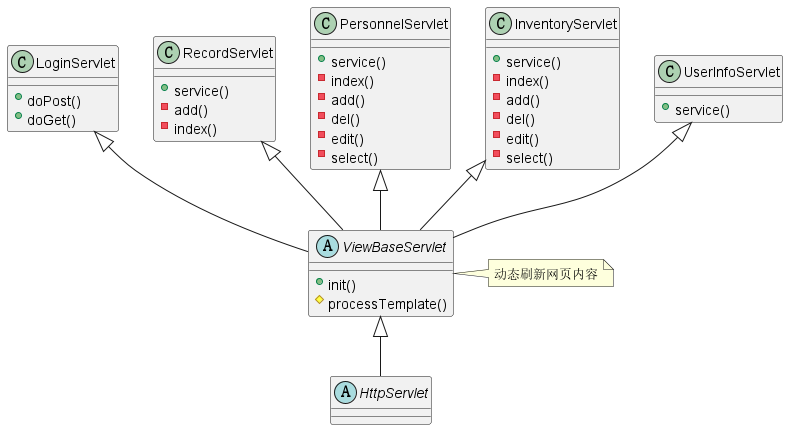 C LoginServlet
doPost()
doGet()
C RecordServlet
service()
add()
index()
C PersonnelServlet
service()
index()
add()
del()
edit()
select()
C InventoryServlet
service()
index()
add()
del()
edit()
select()
C UserInfoServlet
service()
A ViewBaseServlet
init()
processTemplate()
动态刷新网页内容
A HttpServlet